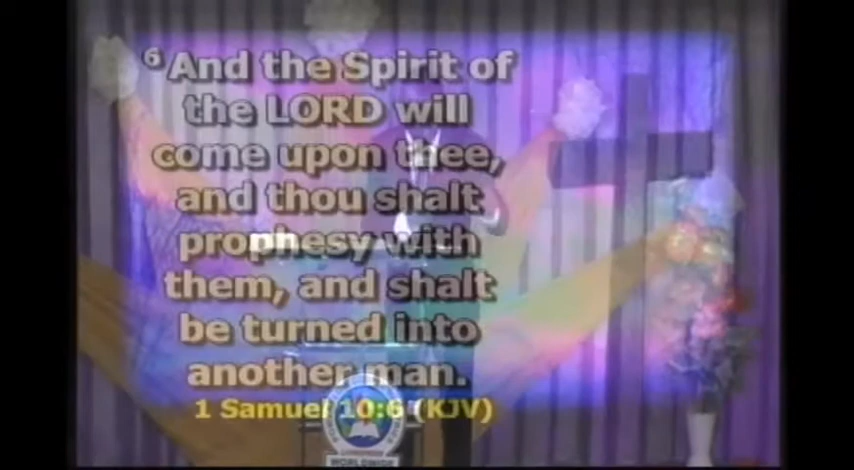 6 And the Spirit of
the LORD will
come upon thee,
and thou shalt
prophesy with
them, and shalt
be turned into
another man.
1 Samuel 10:6 (KJV)
WORLDWIDE